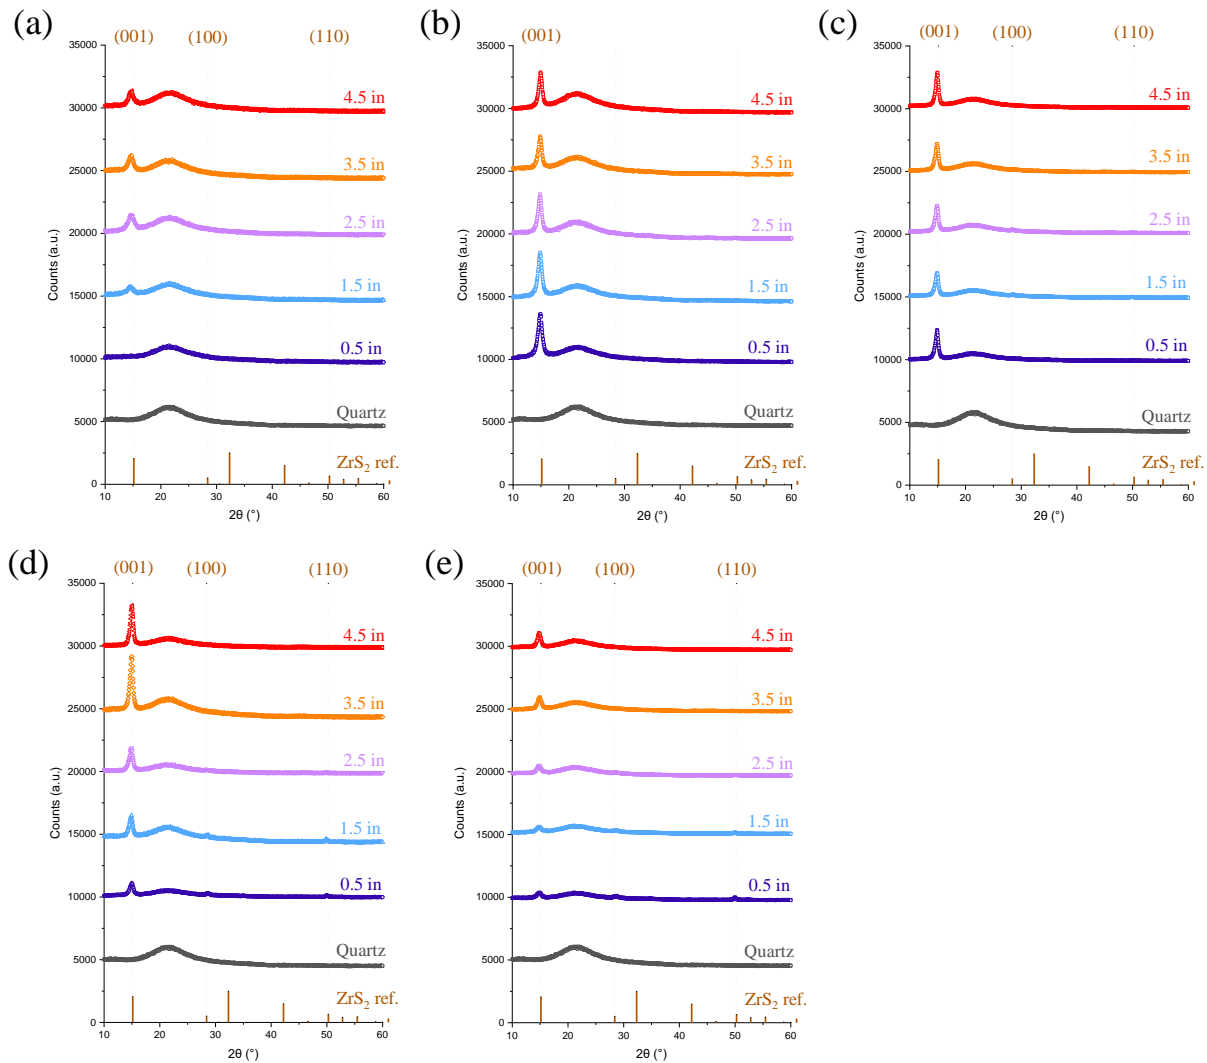 (a)
(001) (100) (110)
35000
30000
25000
20000
15000
10000
5000
0
Counts (a.u.)
4.5 in
3.5 in
2.5 in
1.5 in
0.5 in
Quartz
ZrS₂ ref.
10 20 30 40 50 60
2θ (°)
(b)
(001)
35000
30000
25000
20000
15000
10000
5000
0
Counts (a.u.)
4.5 in
3.5 in
2.5 in
1.5 in
0.5 in
Quartz
ZrS₂ ref.
10 20 30 40 50 60
2θ (°)
(c)
(001) (100) (110)
35000
30000
25000
20000
15000
10000
5000
0
Counts (a.u.)
4.5 in
3.5 in
2.5 in
1.5 in
0.5 in
Quartz
ZrS₂ ref.
10 20 30 40 50 60
2θ (°)
(d)
(001) (100) (110)
35000
30000
25000
20000
15000
10000
5000
0
Counts (a.u.)
4.5 in
3.5 in
2.5 in
1.5 in
0.5 in
Quartz
ZrS₂ ref.
10 20 30 40 50 60
2θ (°)
(e)
(001) (100) (110)
35000
30000
25000
20000
15000
10000
5000
0
Counts (a.u.)
4.5 in
3.5 in
2.5 in
1.5 in
0.5 in
Quartz
ZrS₂ ref.
10 20 30 40 50 60
2θ (°)